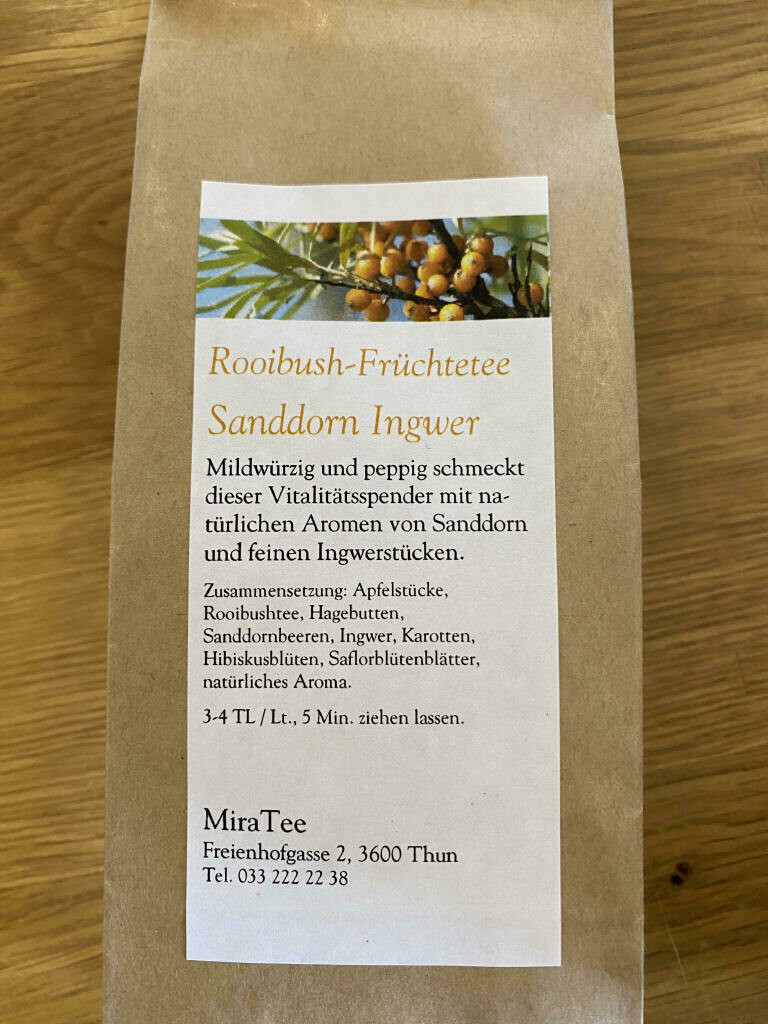 Rooibush-Früchtetee
Sanddorn Ingwer
Mildwürzig und peppig schmeckt
dieser Vitalitätsspender mit na-
türlichen Aromen von Sanddorn
und feinen Ingwerstücken.
Zusammensetzung: Apfelstücke,
Rooibushtee, Hagebutten,
Sanddornbeeren, Ingwer, Karotten,
Hibiskusblüten, Saflorblütenblätter,
natürliches Aroma.
3-4 TL / Lt., 5 Min. ziehen lassen.
MiraTee
Freienhofgasse 2, 3600 Thun
Tel. 033 222 22 38